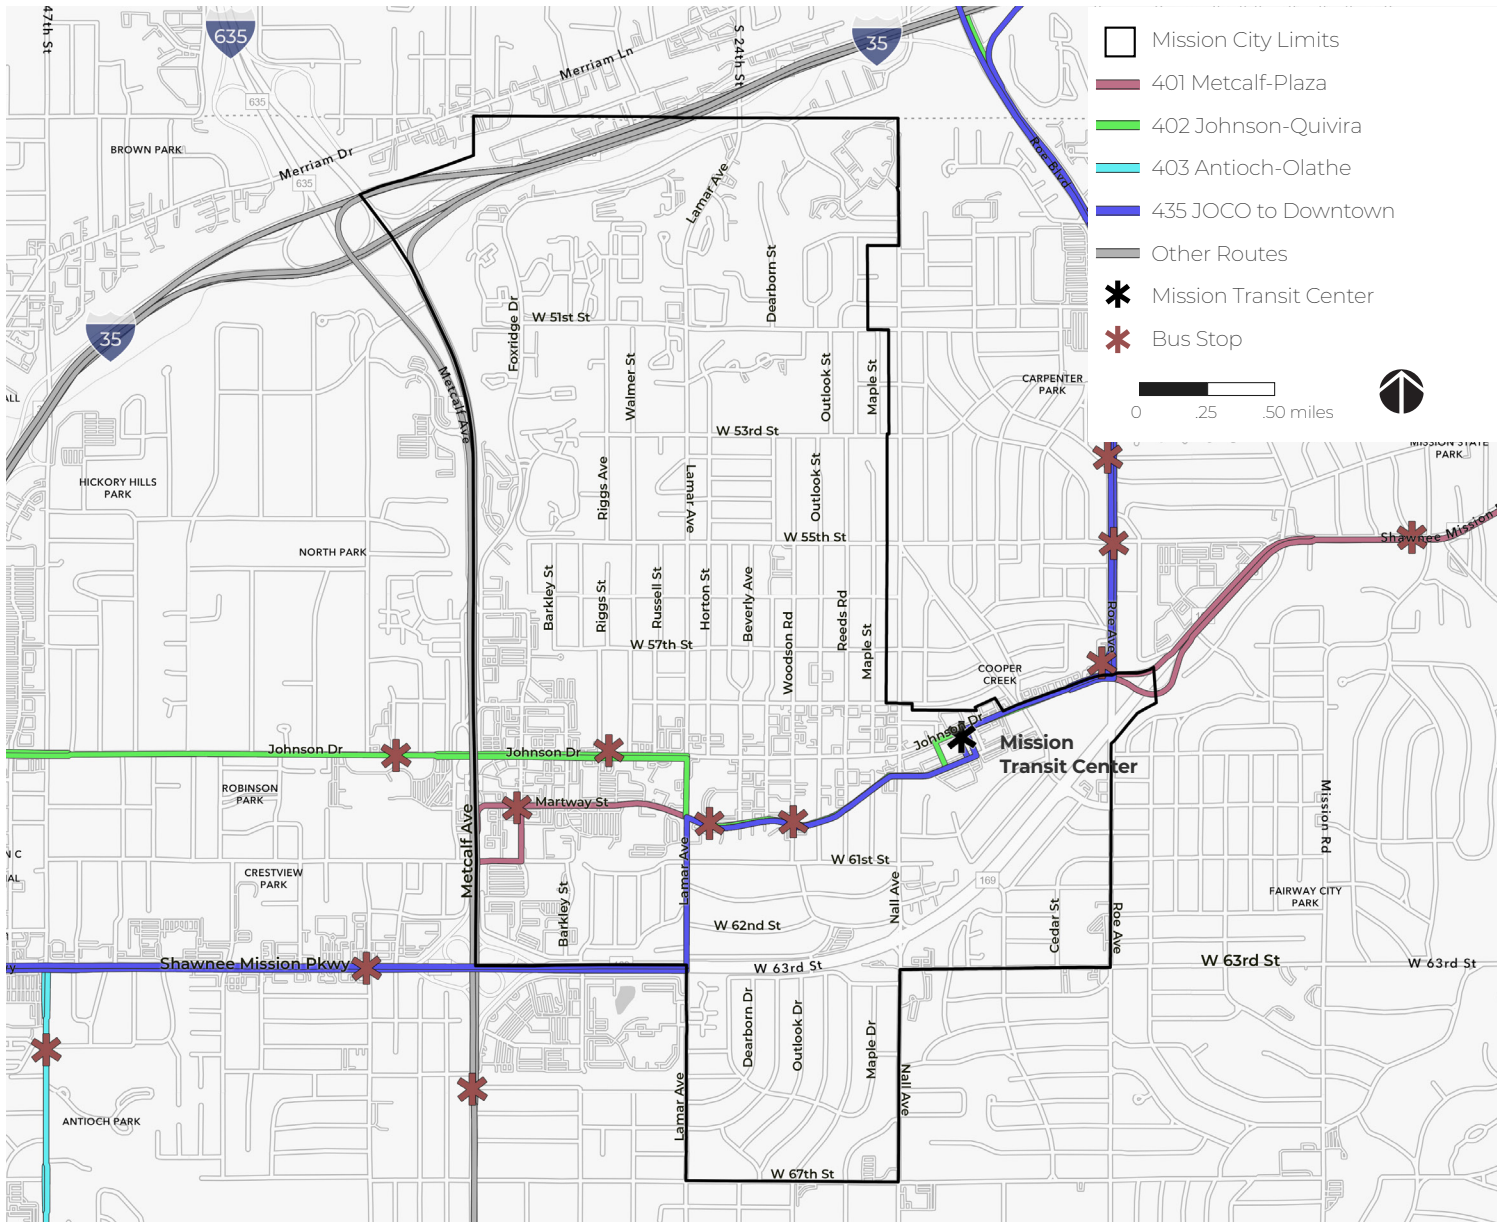 47th St
635
S 24th St
35
Merriam Ln
635
BROWN PARK
Merriam Dr
635
Lamar Ave
Roe Blvd
Mission City Limits
401 Metcalf-Plaza
402 Johnson-Quivira
403 Antioch-Olathe
435 JOCO to Downtown
Other Routes
Mission Transit Center
Bus Stop
0 .25 .50 miles
Dearborn St
Foxridge Dr
W 51st St
35
Metcalf Ave
Walmer St
Outlook St
Maple St
CARPENTER
PARK
ALL
W 53rd St
MISSION STATE
PARK
HICKORY HILLS
PARK
Riggs Ave
Lamar Ave
Outlook St
W 55th St
Shawnee Mission
NORTH PARK
Barkley St
Riggs St
Russell St
Horton St
Beverly Ave
Woodson Rd
Reeds Rd
Maple St
Roe Ave
W 57th St
COOPER
CREEK
Johnson Dr
Johnson Dr
Johnson Dr
Mission
Transit Center
ROBINSON
PARK
Martway St
Metcalf Ave
Mission Rd
N C
IAL
CRESTVIEW
PARK
Lamar Ave
W 61st St
Barkley St
Nall Ave
169
Cedar St
Roe Ave
FAIRWAY CITY
PARK
W 62nd St
y
Shawnee Mission Pkwy
W 63rd St
W 63rd St
W 63rd St
Dearborn Dr
Outlook Dr
Maple Dr
Lamar Ave
Nall Ave
ANTIOCH PARK
W 67th St